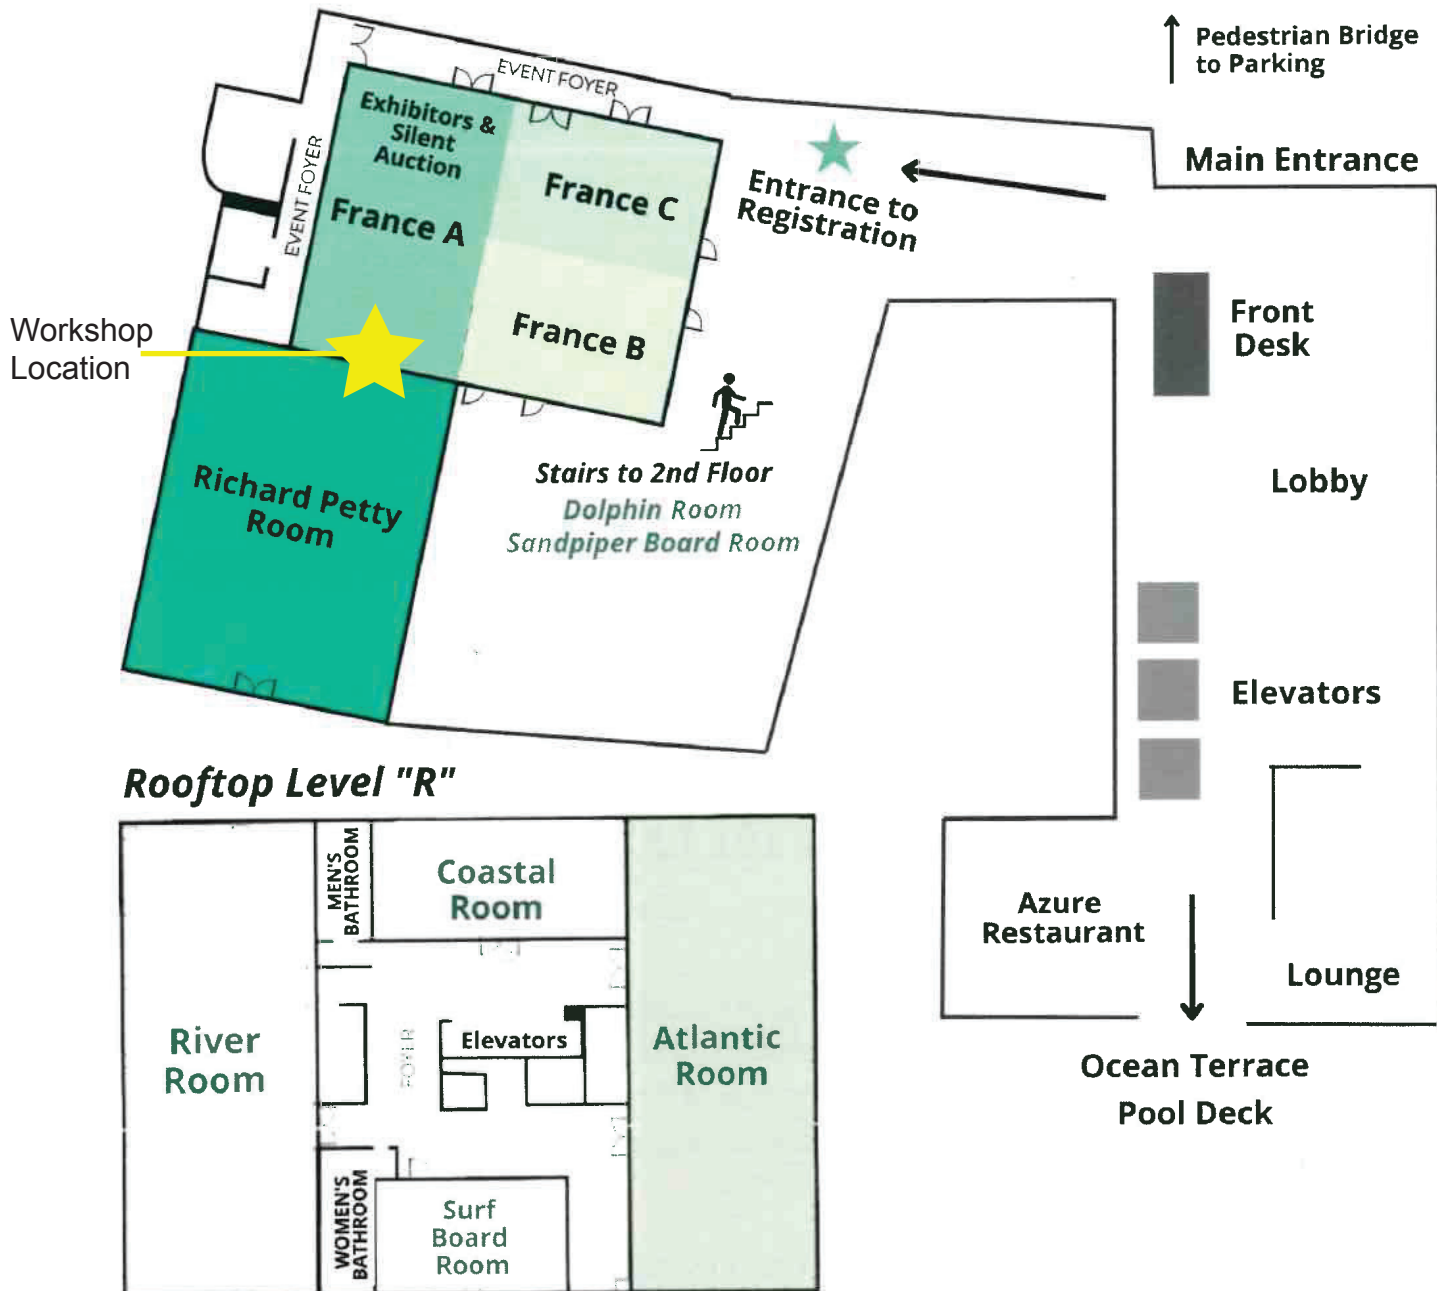 Pedestrian Bridge
to Parking
EVENT FOYER
Exhibitors &
Silent
Auction
Main Entrance
EVENT FOYER
France A
France C
Entrance to
Registration
Workshop
Location
France B
Front
Desk
Richard Petty
Room
Stairs to 2nd Floor
Dolphin Room
Sandpiper Board Room
Lobby
Elevators
Rooftop Level "R"
MEN'S
BATHROOM
Coastal
Room
Azure
Restaurant
Lounge
River
Room
FOYER
Elevators
Atlantic
Room
Ocean Terrace
Pool Deck
WOMEN'S
BATHROOM
Surf
Board
Room